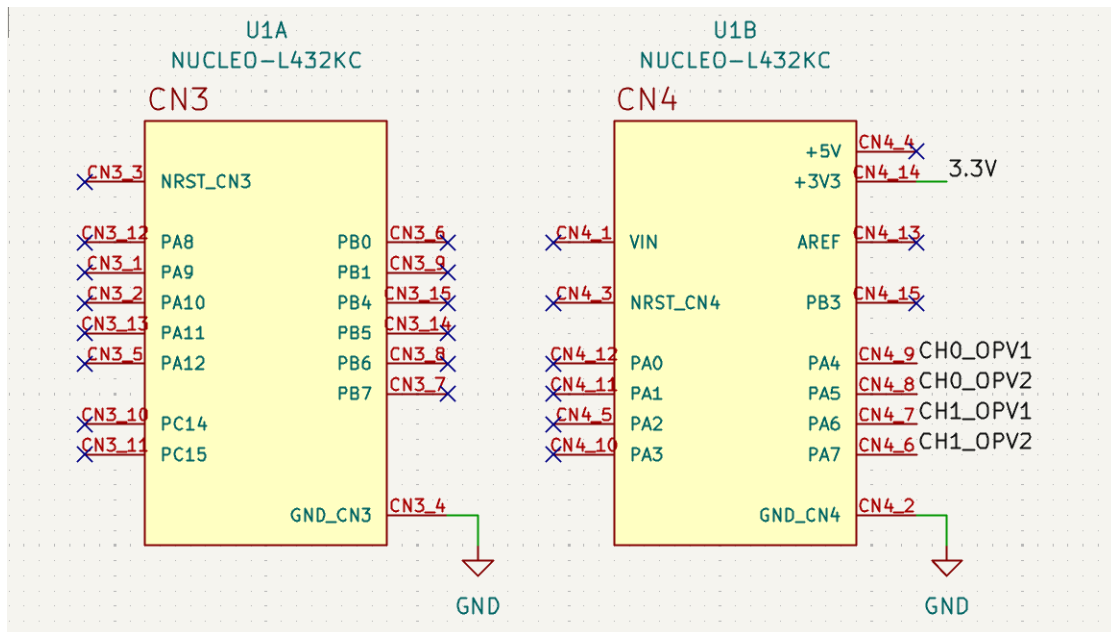 U1A
NUCLEO-L432KC
CN3
CN3_3 NRST_CN3
CN3_12 PA8 PB0 CN3_6
CN3_1 PA9 PB1 CN3_9
CN3_2 PA10 PB4 CN3_15
CN3_13 PA11 PB5 CN3_14
CN3_5 PA12 PB6 CN3_8
PB7 CN3_7
CN3_10 PC14
CN3_11 PC15
GND_CN3 CN3_4
GND
U1B
NUCLEO-L432KC
CN4
+5V CN4_4
+3V3 CN4_14 3.3V
CN4_1 VIN AREF CN4_13
CN4_3 NRST_CN4 PB3 CN4_15
CN4_12 PA0 PA4 CN4_9 CH0_OPV1
CN4_11 PA1 PA5 CN4_8 CH0_OPV2
CN4_5 PA2 PA6 CN4_7 CH1_OPV1
CN4_10 PA3 PA7 CN4_6 CH1_OPV2
GND_CN4 CN4_2
GND